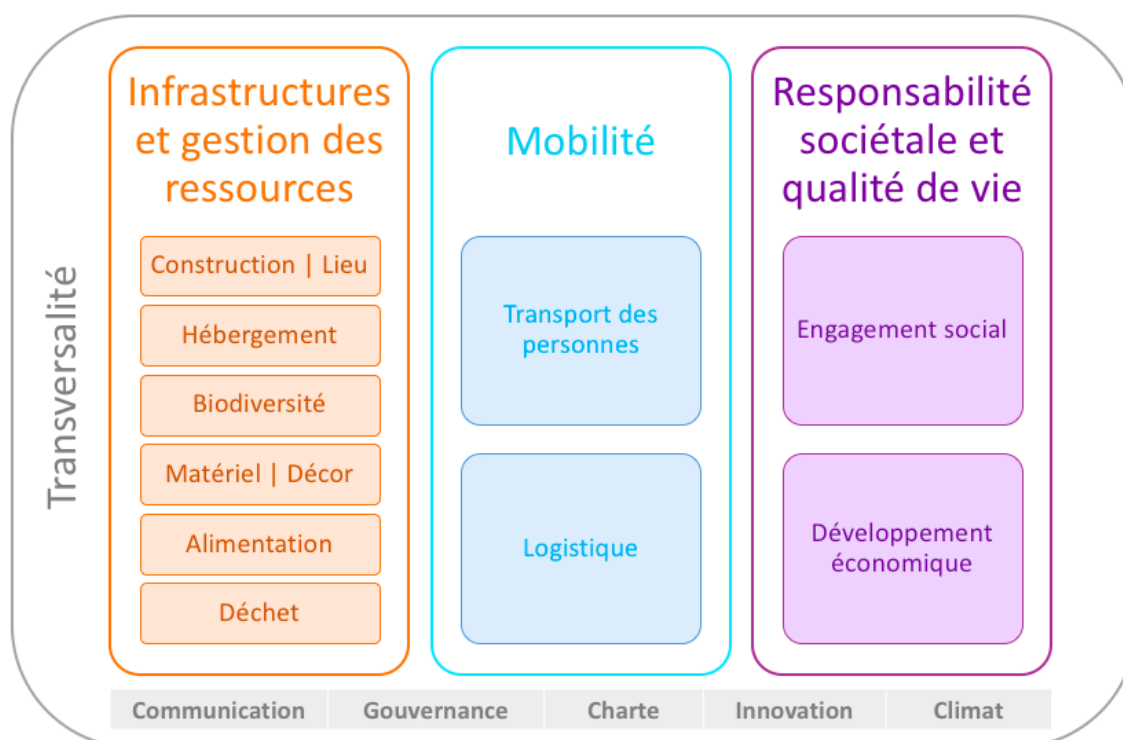 Transversalité
Infrastructures
et gestion des
ressources
Construction | Lieu
Hébergement
Biodiversité
Matériel | Décor
Alimentation
Déchet
Mobilité
Transport des
personnes
Logistique
Responsabilité
sociétale et
qualité de vie
Engagement social
Développement
économique
Communication
Gouvernance
Charte
Innovation
Climat